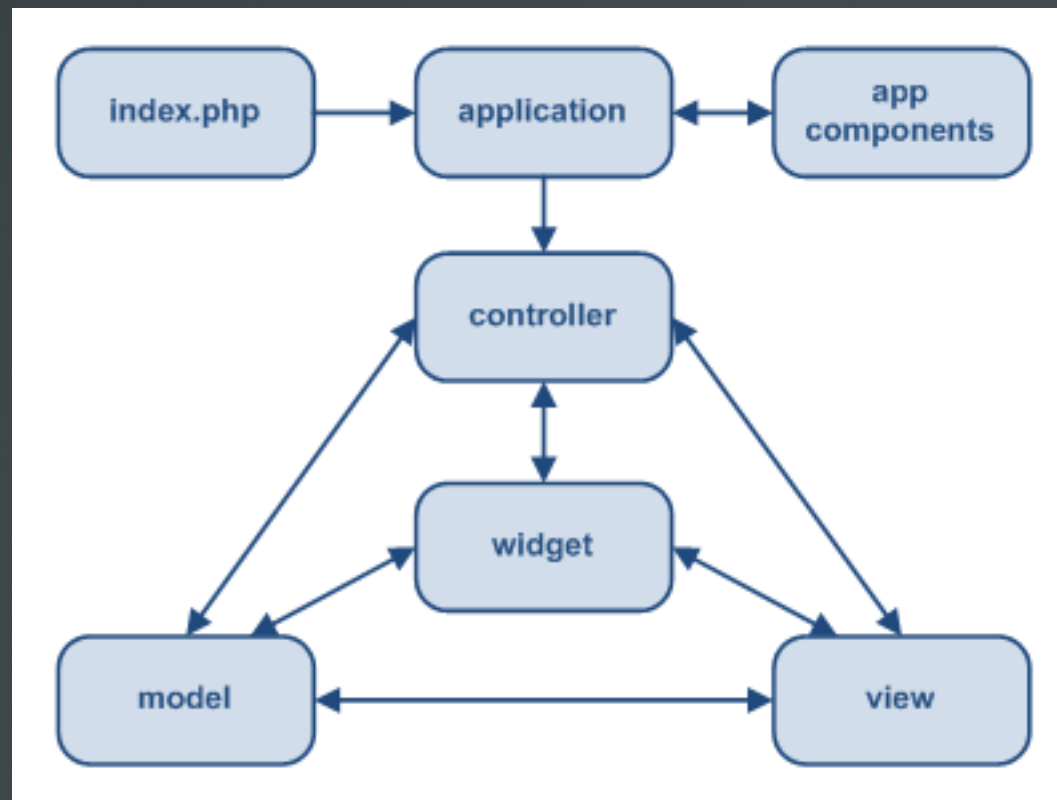 index.php
application
app
components
controller
widget
model
view